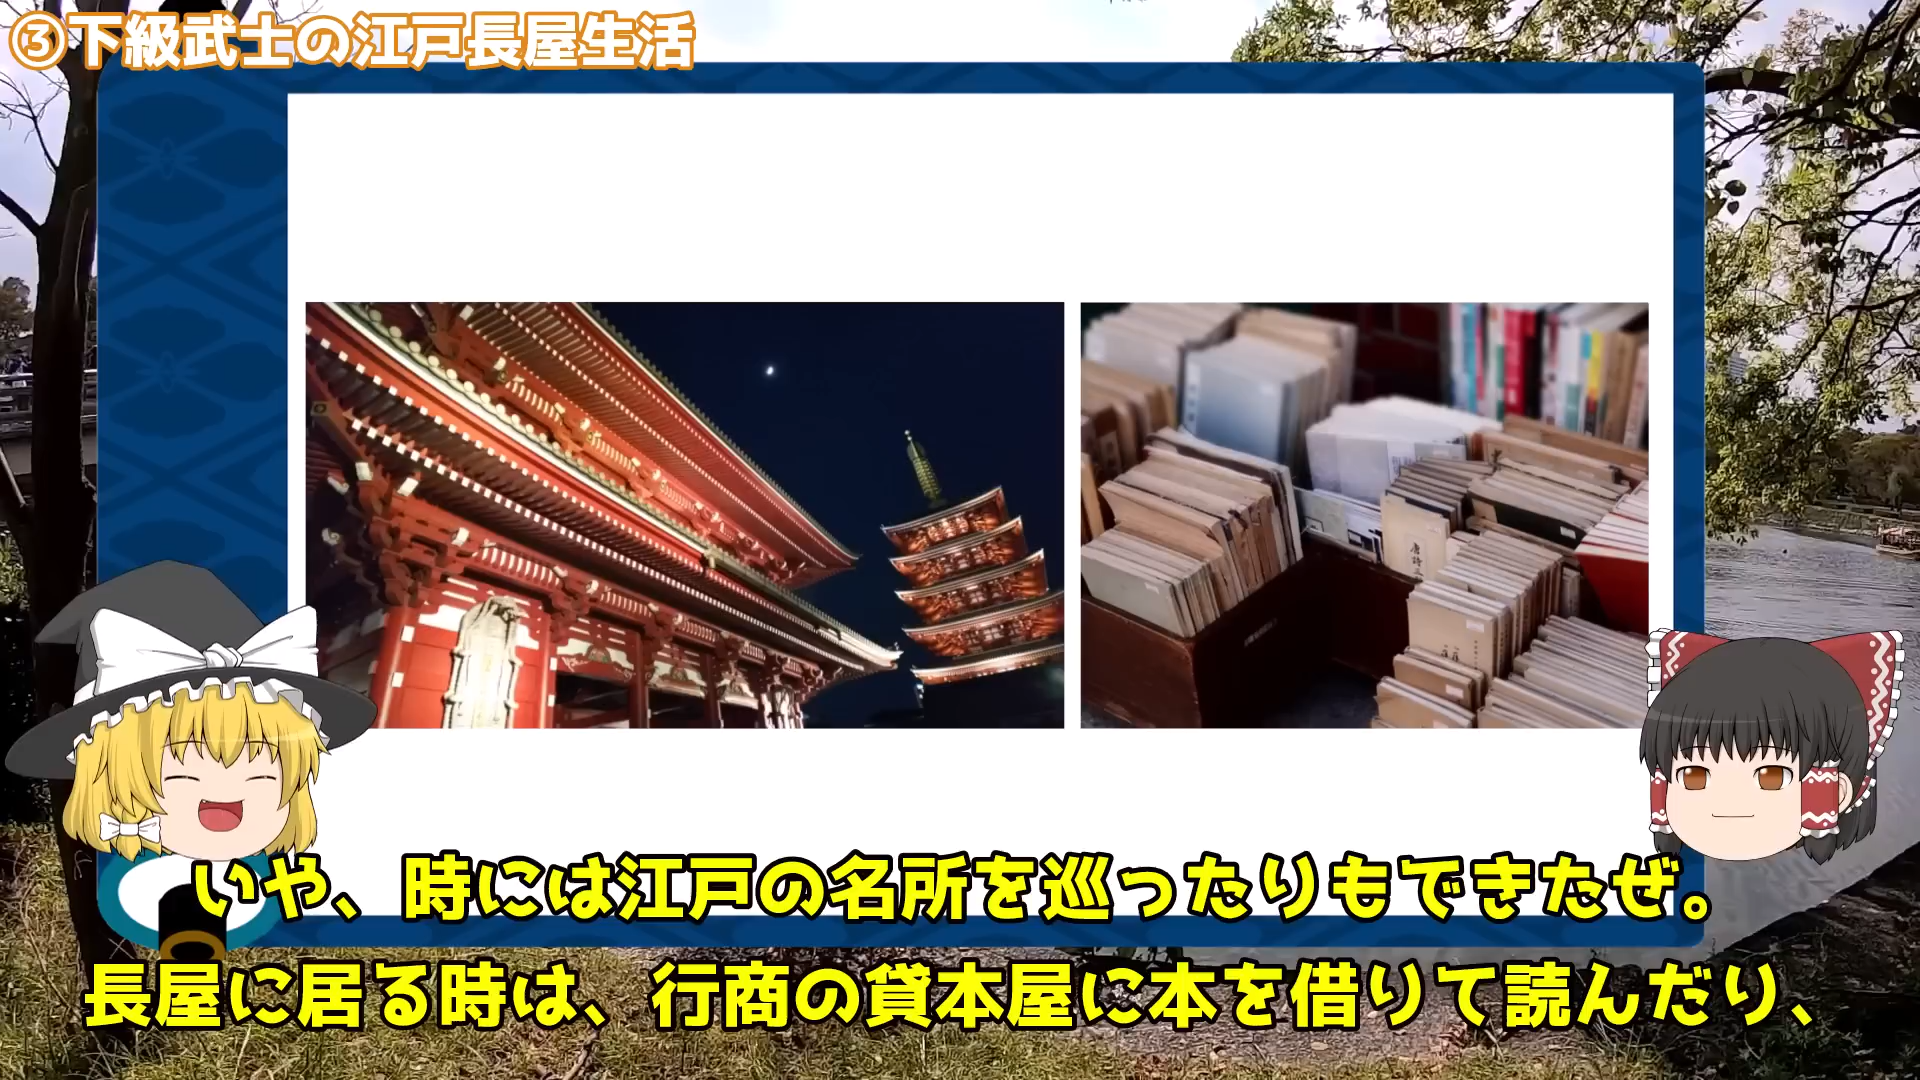 ③下級武士の江戸長屋生活
いや、時には江戸の名所を巡ったりもできたぜ。
長屋に居る時は、行商の貸本屋に本を借りて読んだり、